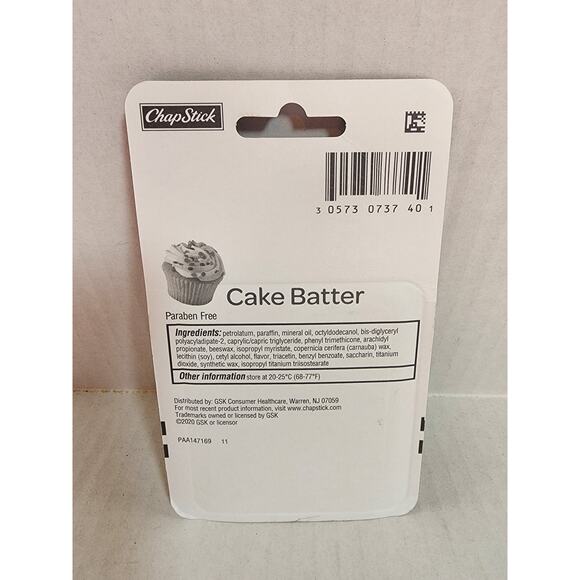 ChapStick
3 0573 0737 40 1
Cake Batter
Paraben Free
Ingredients: petrolatum, paraffin, mineral oil, octyldodecanol, bis-diglyceryl
polyacyladipate-2, caprylic/capric triglyceride, phenyl trimethicone, arachidyl
propionate, beeswax, isopropyl myristate, copernicia cerifera (carnauba) wax,
lecithin (soy), cetyl alcohol, flavor, triacetin, benzyl benzoate, saccharin, titanium
dioxide, synthetic wax, isopropyl titanium triisostearate
Other information store at 20-25°C (68-77°F)
Distributed by: GSK Consumer Healthcare, Warren, NJ 07059
For most recent product information, visit www.chapstick.com
Trademarks owned or licensed by GSK
©2020 GSK or licensor
PAA147169 11